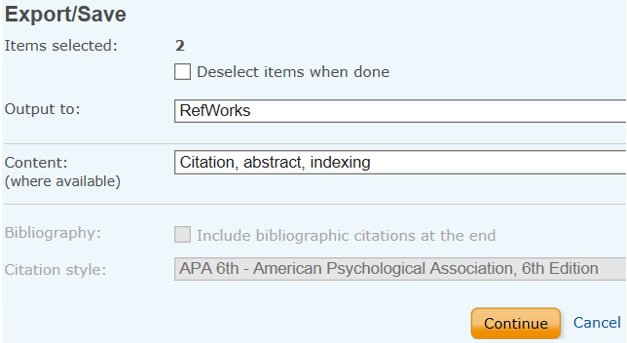 Export/Save
Items selected: 2
Deselect items when done
Output to: RefWorks
Content: Citation, abstract, indexing
(where available)
Bibliography: Include bibliographic citations at the end
Citation style: APA 6th - American Psychological Association, 6th Edition
Continue Cancel